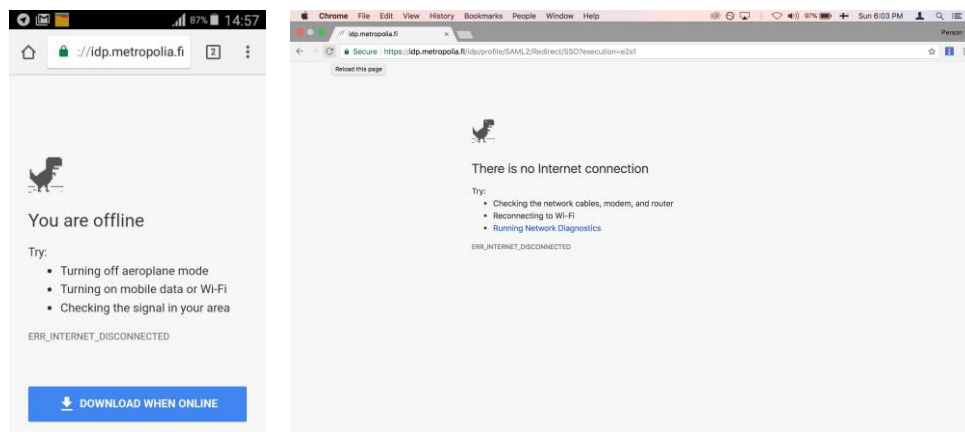 87% 14:57
://idp.metropolia.fi 2
You are offline
Try:
• Turning off aeroplane mode
• Turning on mobile data or Wi-Fi
• Checking the signal in your area
ERR_INTERNET_DISCONNECTED
DOWNLOAD WHEN ONLINE
Chrome File Edit View History Bookmarks People Window Help 97% Sun 6:03 PM
idp.metropolia.fi × Person
Secure https://idp.metropolia.fi/idp/profile/SAML2/Redirect/SSO?execution=e2s1
Reload this page
There is no Internet connection
Try:
• Checking the network cables, modem, and router
• Reconnecting to Wi-Fi
• Running Network Diagnostics
ERR_INTERNET_DISCONNECTED